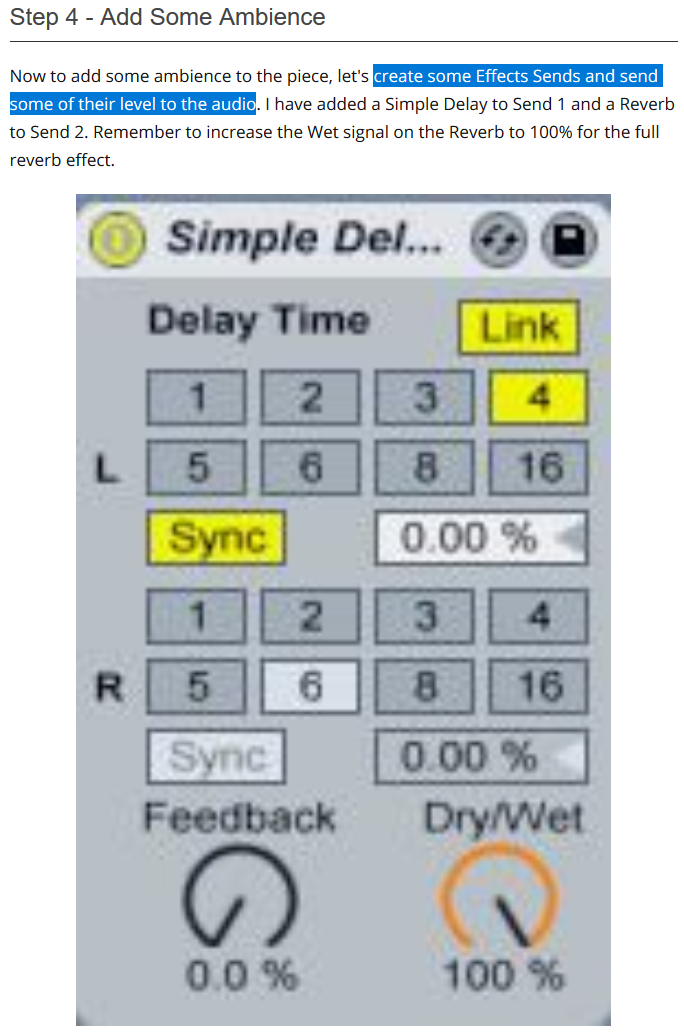 Step 4 - Add Some Ambience
Now to add some ambience to the piece, let's create some Effects Sends and send
some of their level to the audio. I have added a Simple Delay to Send 1 and a Reverb
to Send 2. Remember to increase the Wet signal on the Reverb to 100% for the full
reverb effect.
Simple Del...
Delay Time Link
1 2 3 4
L 5 6 8 16
Sync 0.00 %
1 2 3 4
R 5 6 8 16
Sync 0.00 %
Feedback Dry/Wet
0.0 % 100 %